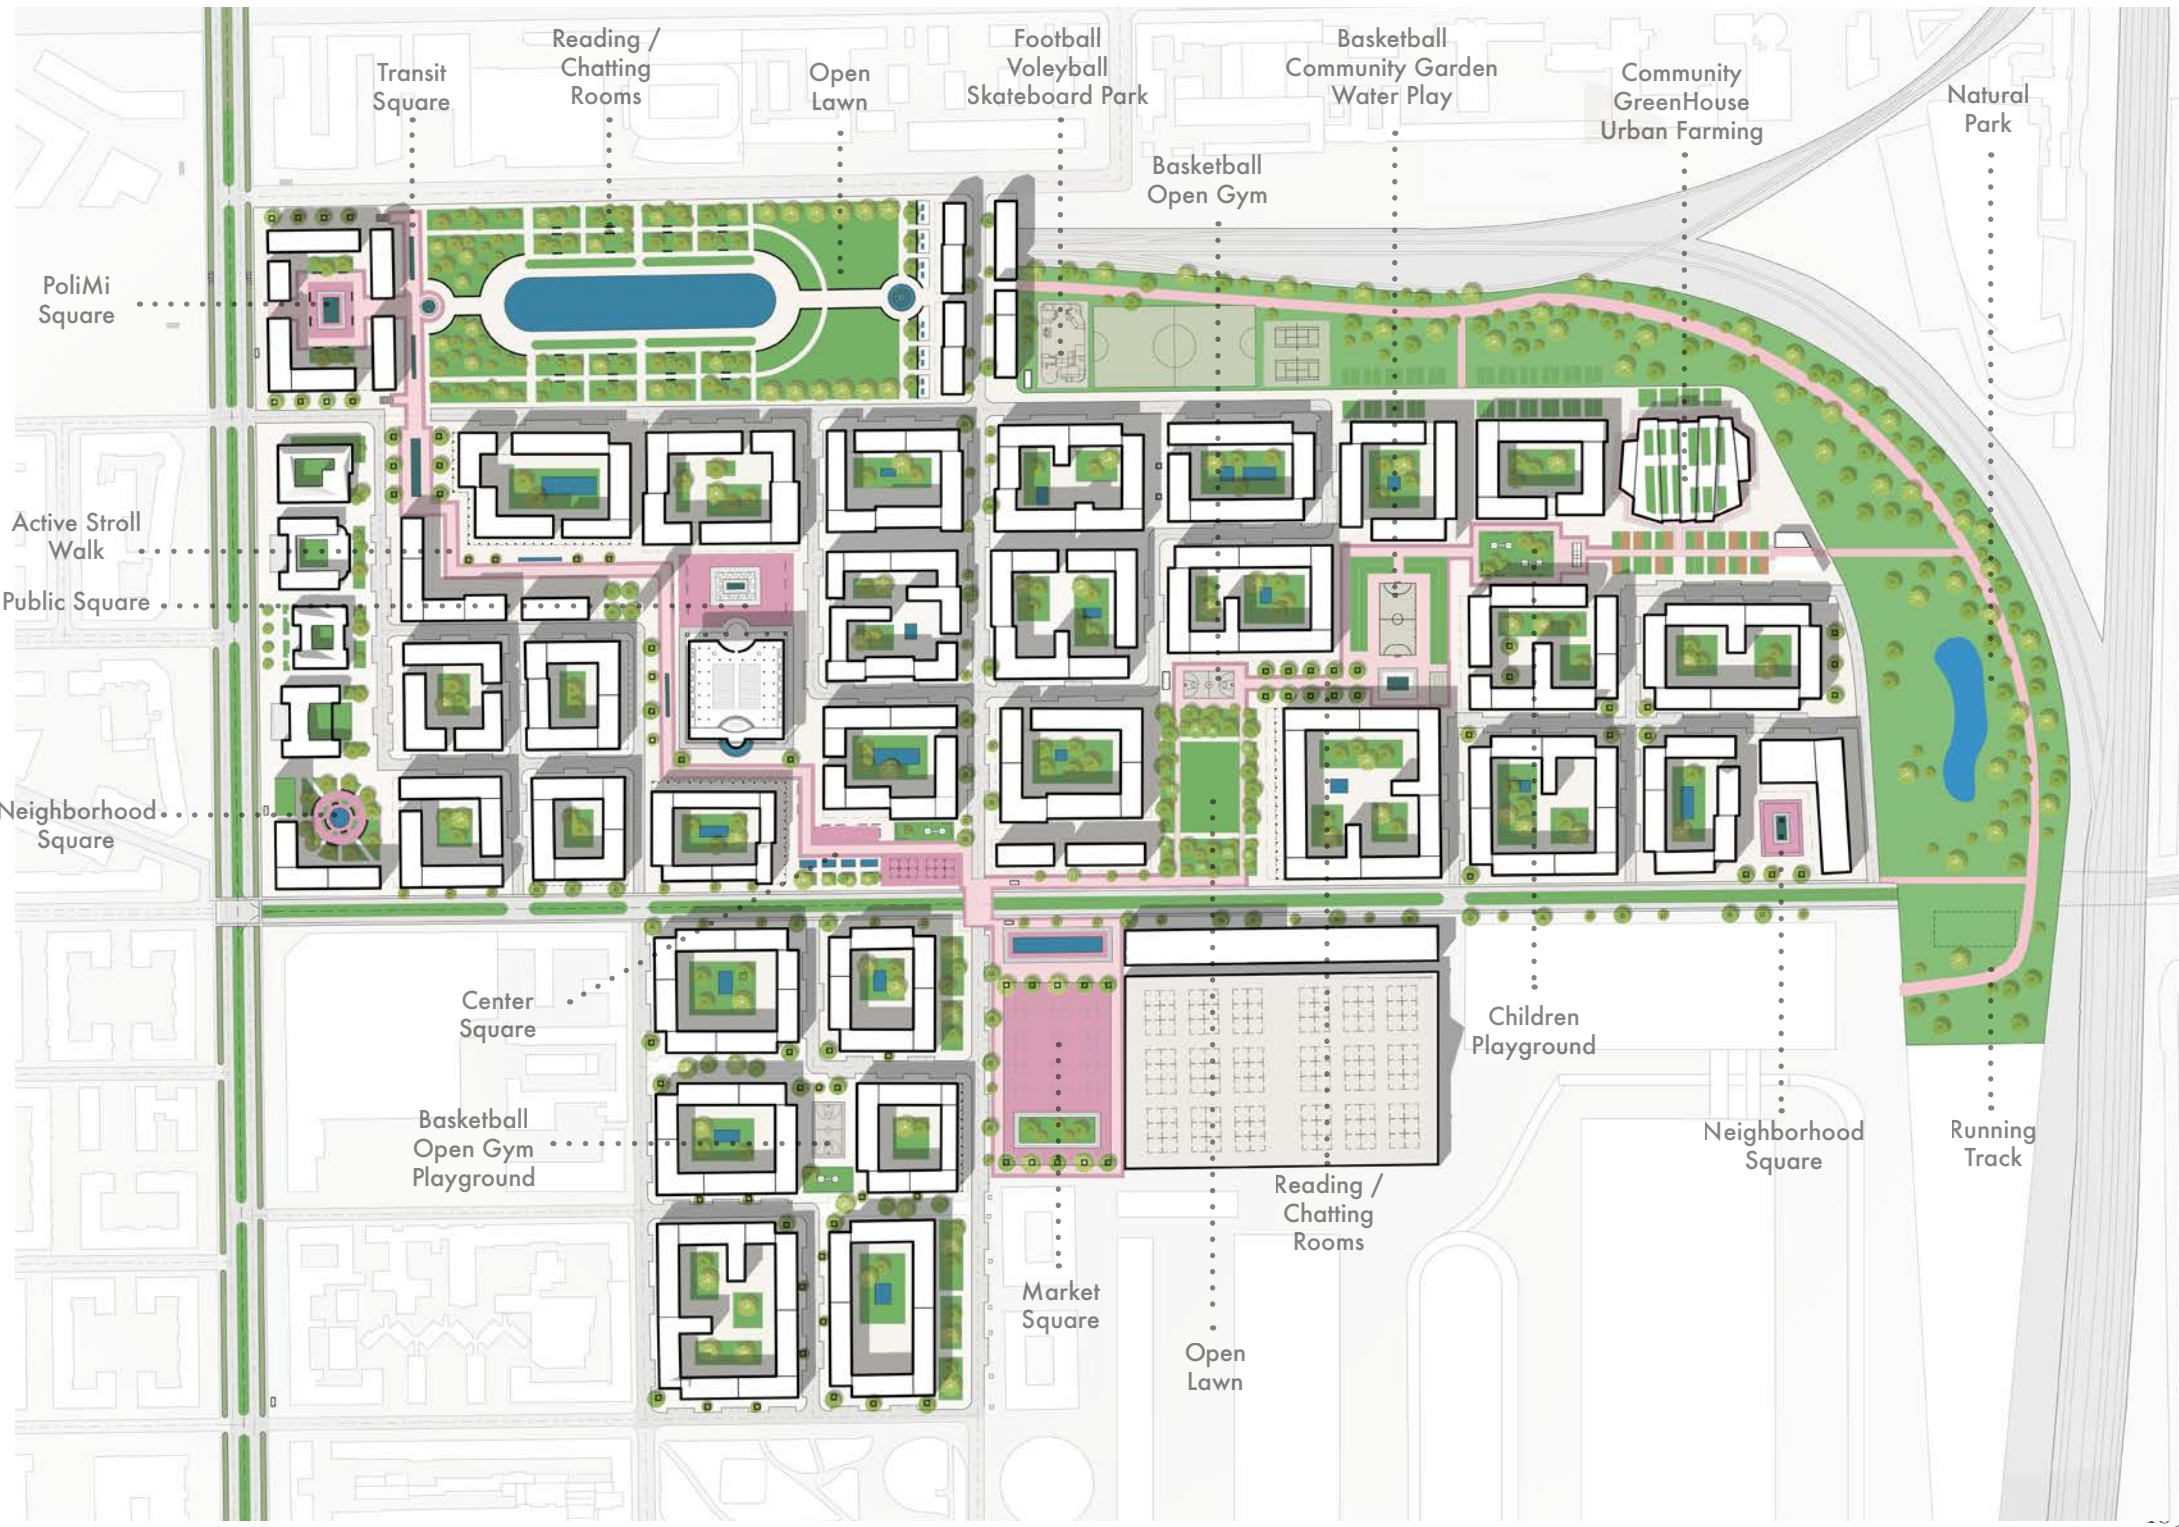 Transit
Square
Reading /
Chatting
Rooms
Open
Lawn
Football
Voleyball
Skateboard Park
Basketball
Community Garden
Water Play
Community
GreenHouse
Urban Farming
Natural
Park
Basketball
Open Gym
PoliMi
Square
Active Stroll
Walk
Public Square
Neighborhood
Square
Center
Square
Basketball
Open Gym
Playground
Children
Playground
Neighborhood
Square
Running
Track
Reading /
Chatting
Rooms
Market
Square
Open
Lawn